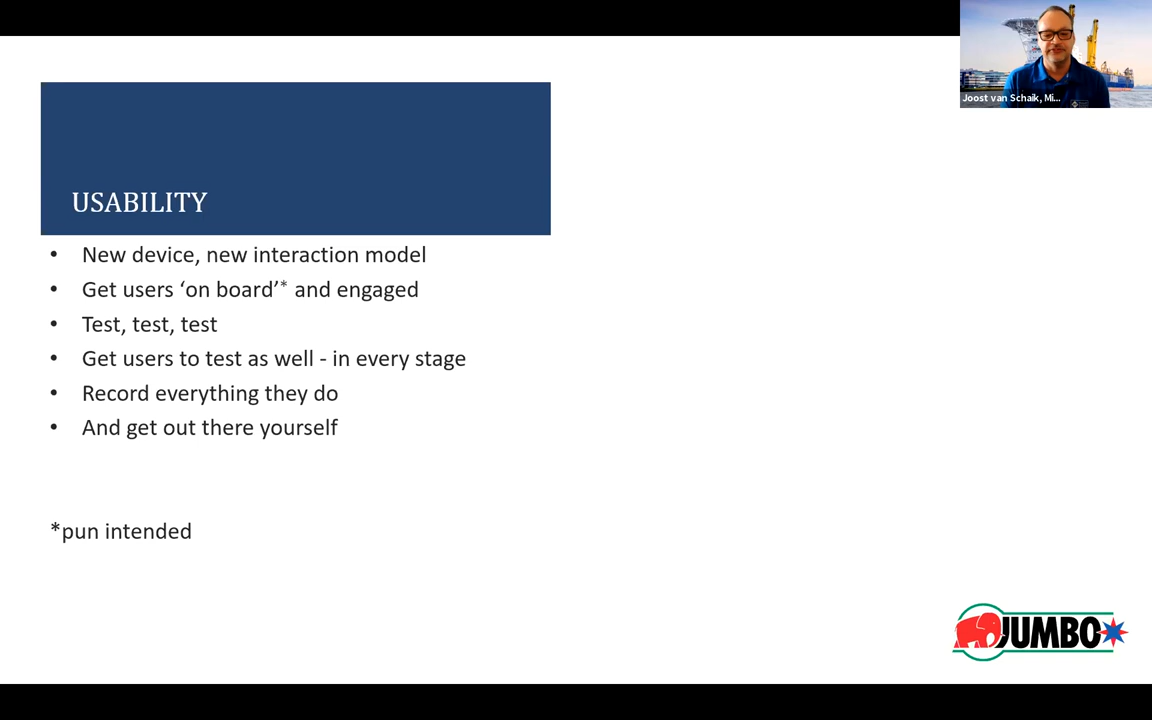 Joost van Schaik, Mi...
USABILITY
• New device, new interaction model
• Get users ‘on board’* and engaged
• Test, test, test
• Get users to test as well - in every stage
• Record everything they do
• And get out there yourself
*pun intended
JUMBO